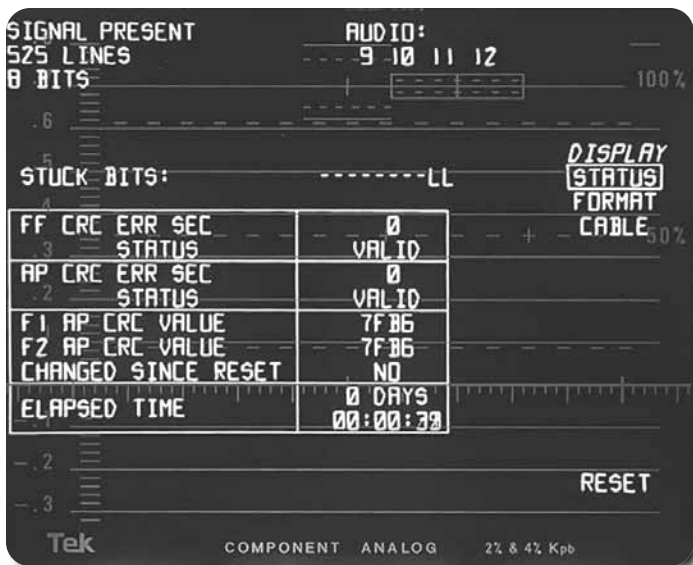 SIGNAL PRESENT AUDIO:
525 LINES 9 10 11 12
8 BITS 100%
.6
.5 DISPLAY
STUCK BITS: --------LL STATUS
.4 FORMAT
FF CRC ERR SEC 0 CABLE 50%
.3 STATUS VALID
AP CRC ERR SEC 0
.2 STATUS VALID
F1 AP CRC VALUE 7FB6
F2 AP CRC VALUE 7FB6
CHANGED SINCE RESET NO
ELAPSED TIME 0 DAYS
00:00:
-.2
RESET
-.3
Tek COMPONENT ANALOG 2% & 4% Kpb